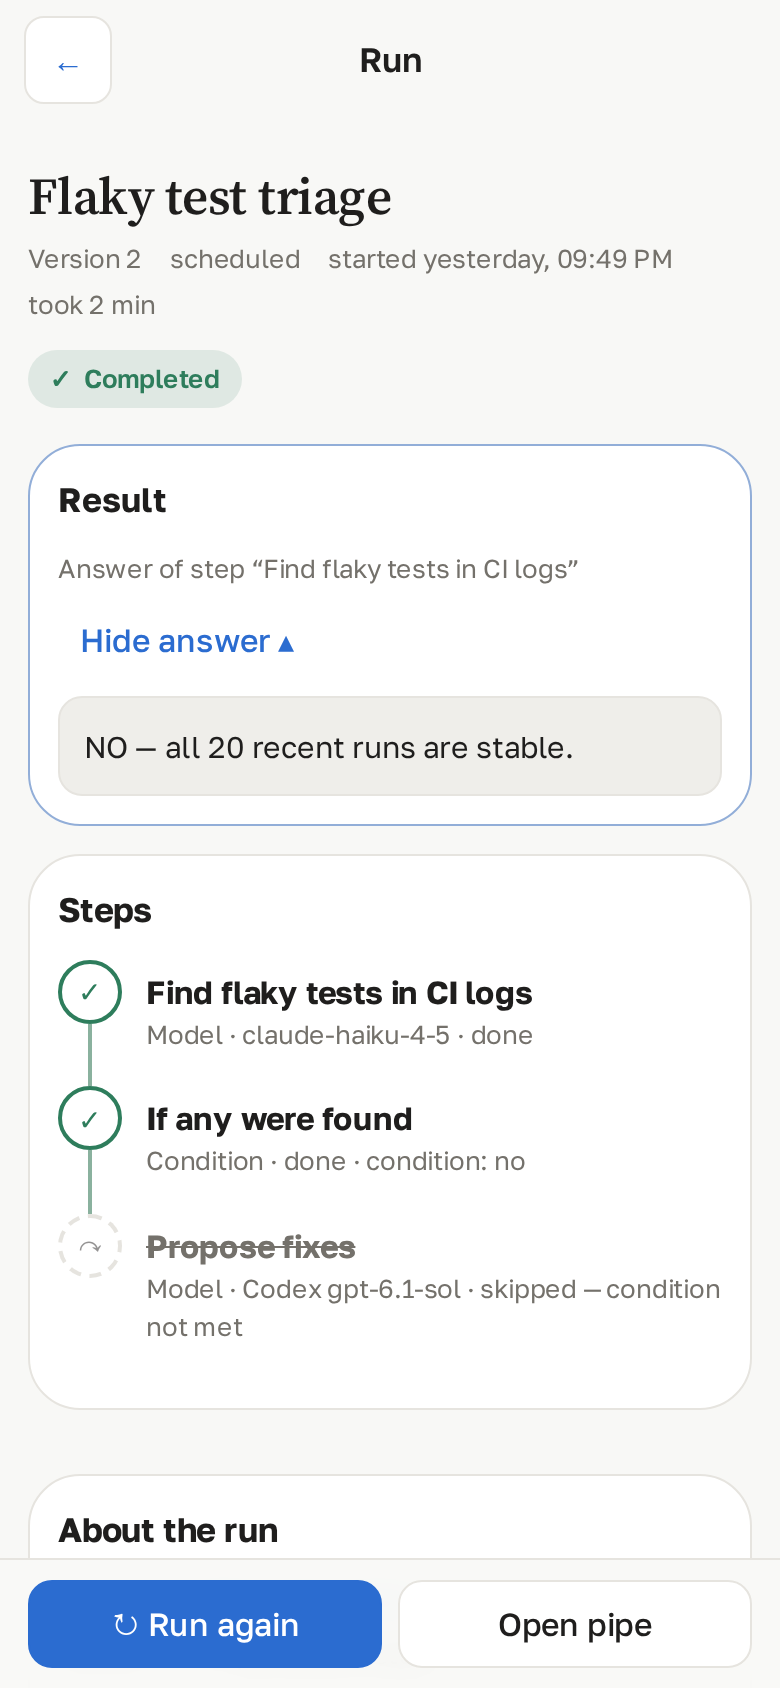 ←
Run
Flaky test triage
Version 2 scheduled started yesterday, 09:49 PM
took 2 min
✓ Completed
Result
Answer of step “Find flaky tests in CI logs”
Hide answer ▴
NO — all 20 recent runs are stable.
Steps
✓
Find flaky tests in CI logs
Model · claude-haiku-4-5 · done
✓
If any were found
Condition · done · condition: no
Propose fixes
Model · Codex gpt-6.1-sol · skipped — condition
not met
About the run
↻ Run again
Open pipe